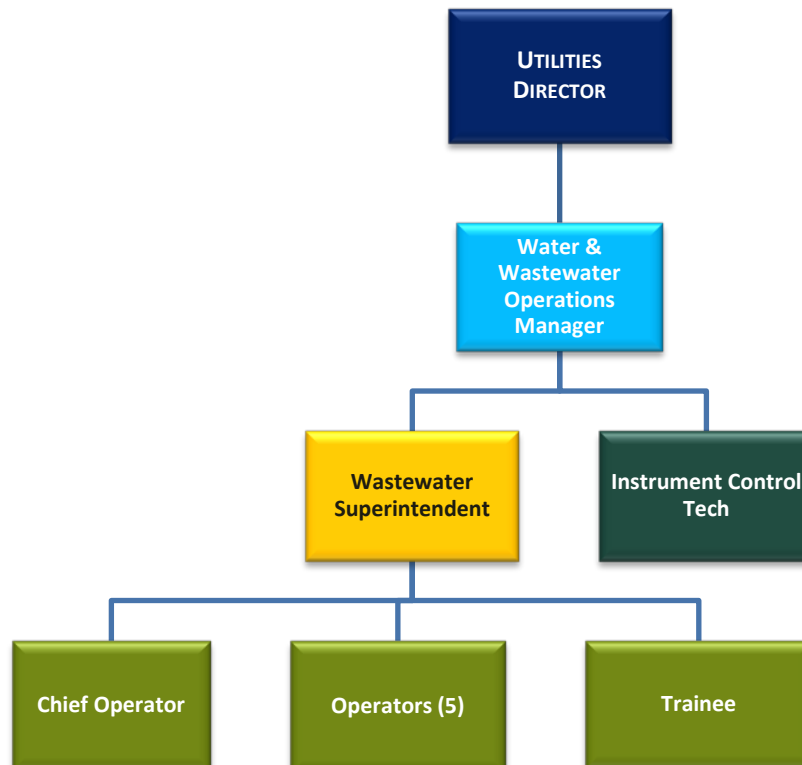 UTILITIES
DIRECTOR
Water &
Wastewater
Operations
Manager
Wastewater
Superintendent
Instrument Control
Tech
Chief Operator
Operators (5)
Trainee